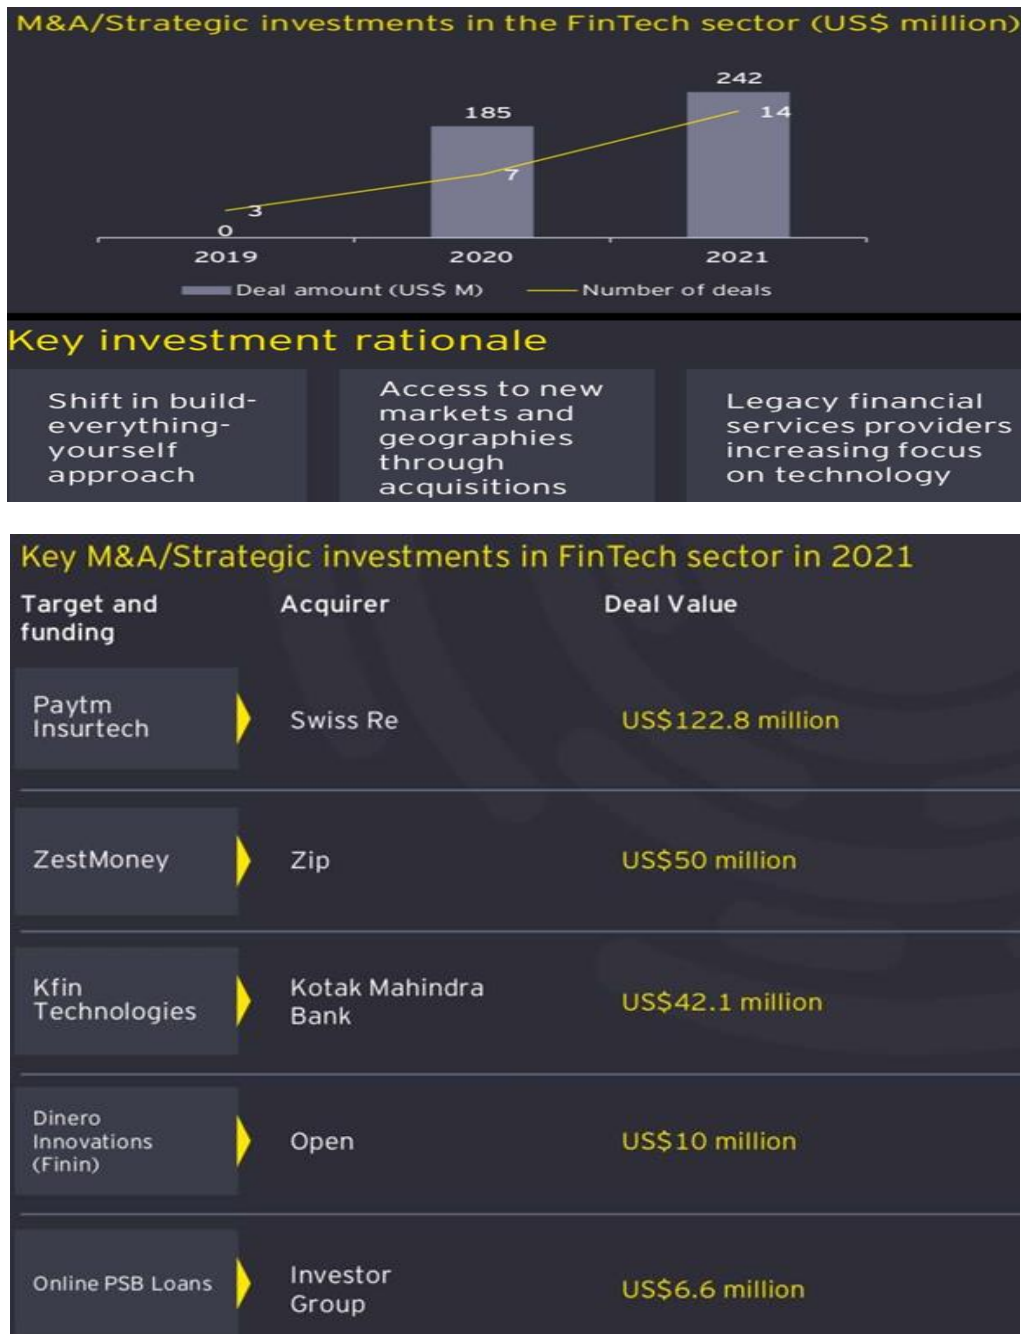 M&A/Strategic investments in the FinTech sector (US$ million)
242
185
14
7
3
0
2019 2020 2021
Deal amount (US$ M) Number of deals
Key investment rationale
Shift in build-
everything-
yourself
approach
Access to new
markets and
geographies
through
acquisitions
Legacy financial
services providers
increasing focus
on technology
Key M&A/Strategic investments in FinTech sector in 2021
Target and
funding
Acquirer
Deal Value
Paytm
Insurtech
Swiss Re
US$122.8 million
ZestMoney
Zip
US$50 million
Kfin
Technologies
Kotak Mahindra
Bank
US$42.1 million
Dinero
Innovations
(Finin)
Open
US$10 million
Online PSB Loans
Investor
Group
US$6.6 million